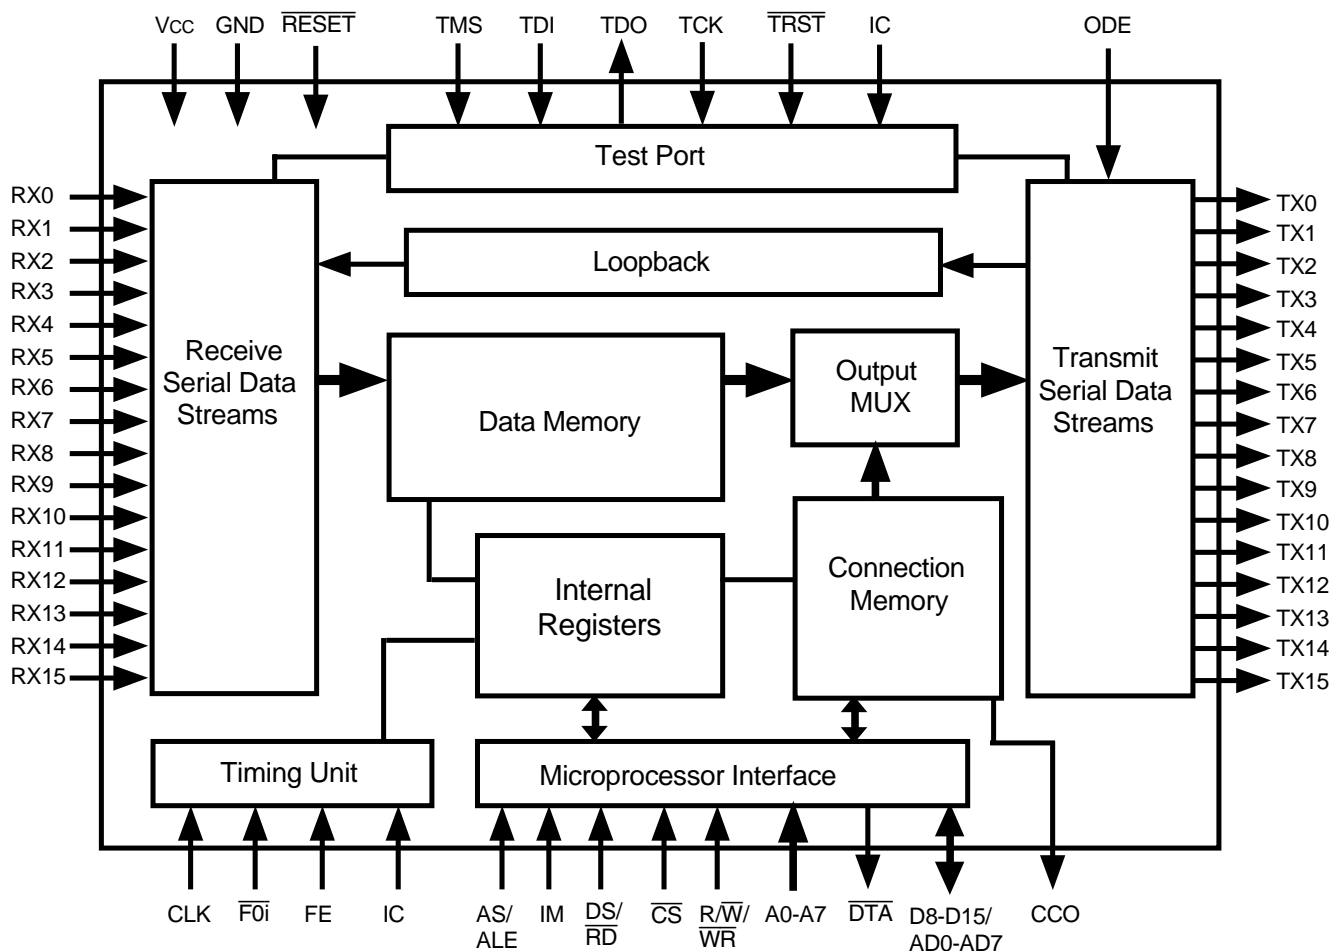 Vcc GND RESET TMS TDI TDO TCK TRST IC ODE
Test Port
RX0
RX1
RX2
RX3
RX4
RX5
RX6
RX7
RX8
RX9
RX10
RX11
RX12
RX13
RX14
RX15
Receive
Serial Data
Streams
Loopback
Data Memory
Output
MUX
Internal
Registers
Connection
Memory
Transmit
Serial Data
Streams
TX0
TX1
TX2
TX3
TX4
TX5
TX6
TX7
TX8
TX9
TX10
TX11
TX12
TX13
TX14
TX15
Timing Unit
Microprocessor Interface
CLK
F0i
FE
IC
AS/
ALE
IM
DS/
RD
CS
R/W/
WR
A0-A7
DTA
D8-D15/
AD0-AD7
CCO